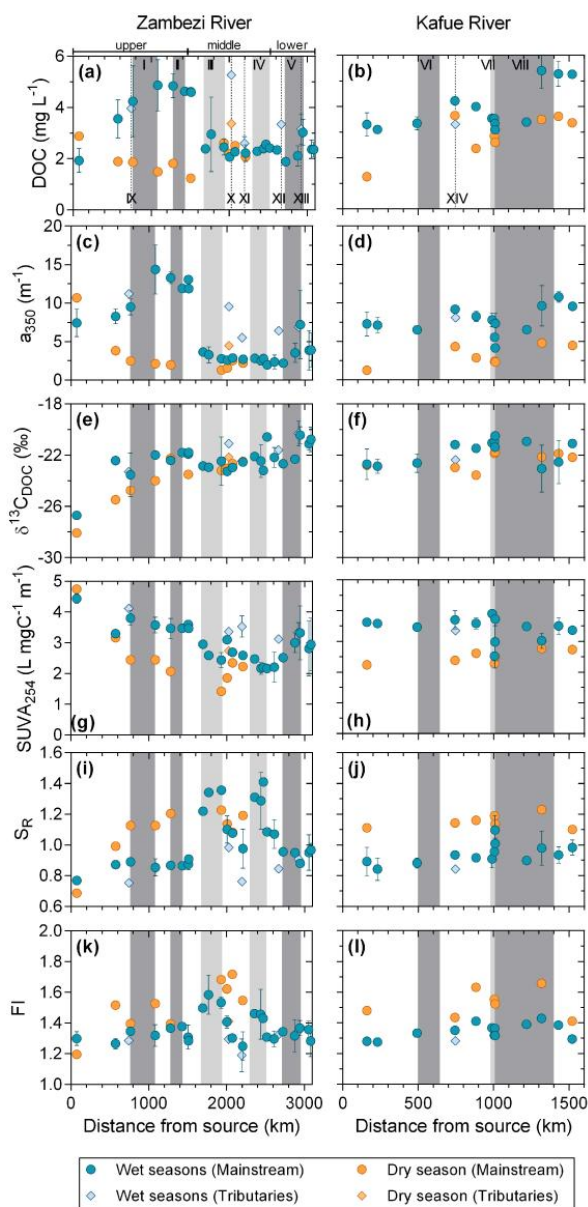 Zambezi River Kafue River
upper middle lower
(a) I II III IV V
(b) VI VII VIII
DOC (mg L-1)
6
4
2
0
IX X XI XII XIII
XIV
(c) (d)
a350 (m-1)
20
15
10
5
0
(e) (f)
δ13CDOC (‰)
-18
-22
-26
-30
(g) (h)
SUVA254 (L mgC-1 m-1)
5
4
3
2
1
0
(i) (j)
SR
1.6
1.4
1.2
1.0
0.8
0.6
(k) (l)
FI
2.0
1.8
1.6
1.4
1.2
1.0
0 1000 2000 3000 0 500 1000 1500
Distance from source (km) Distance from source (km)
Wet seasons (Mainstream) Dry season (Mainstream)
Wet seasons (Tributaries) Dry season (Tributaries)